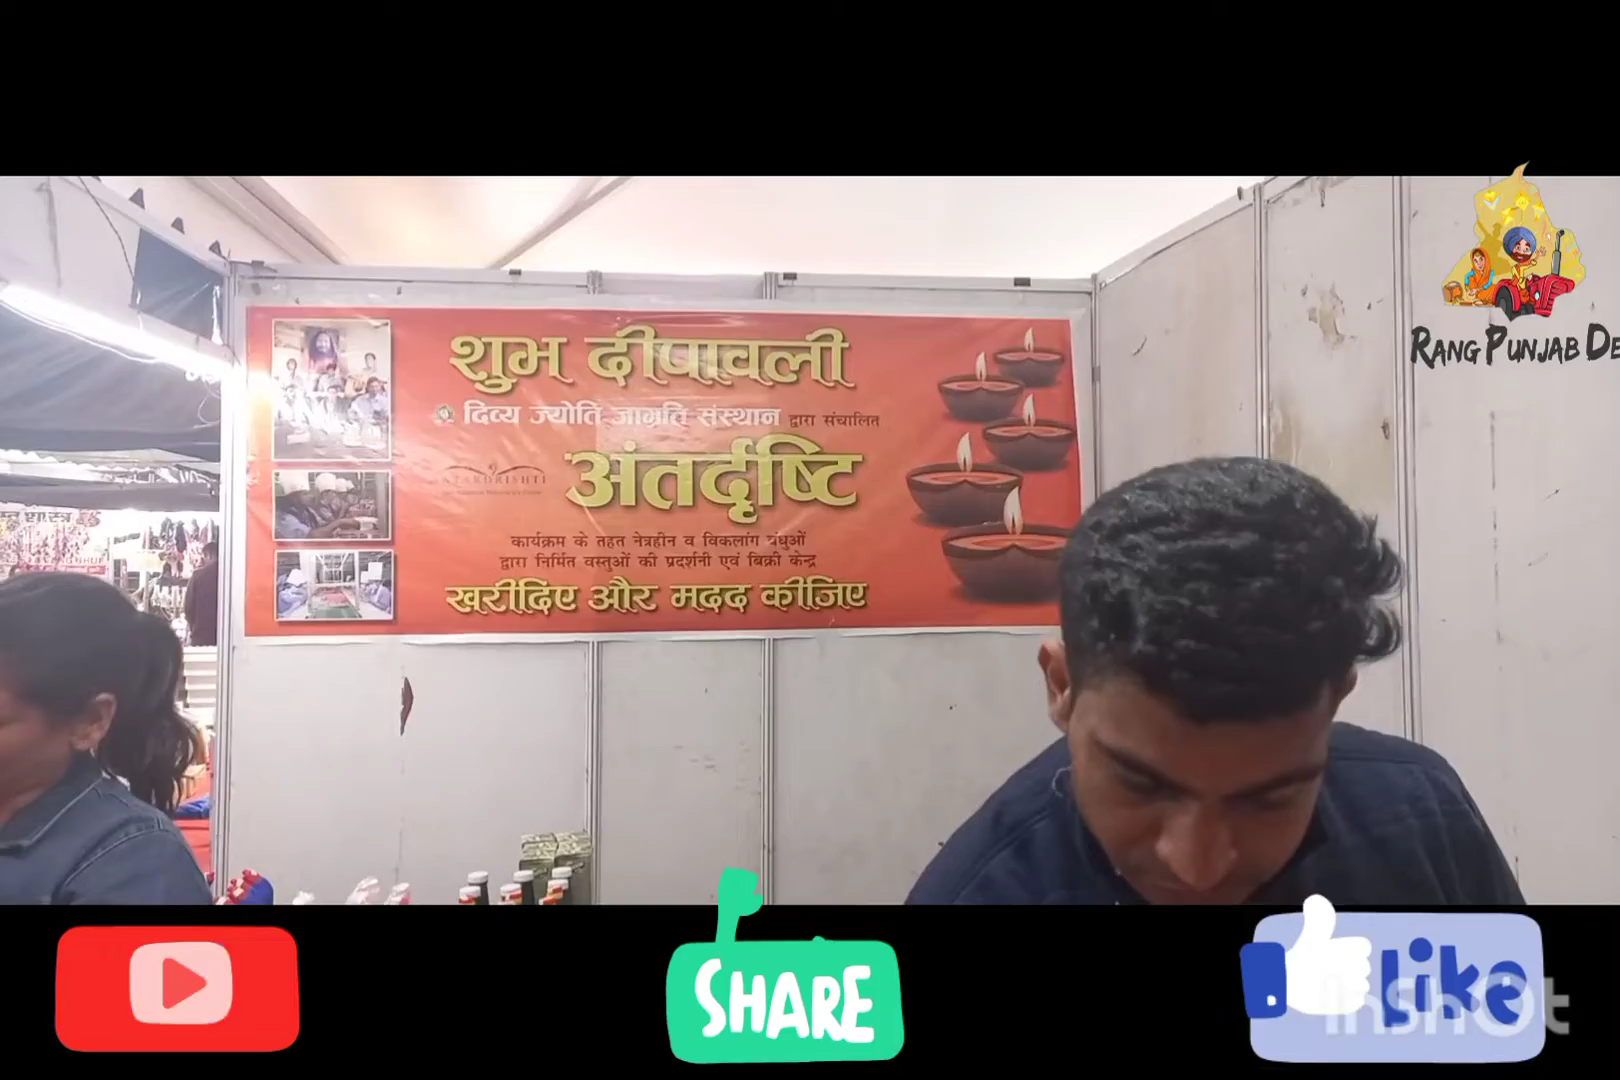 शुभ दीपावली
दिव्य ज्योति जाग्रति संस्थान द्वारा संचालित
ANTARDRISHTI
अंतर्दृष्टि
कार्यक्रम के तहत नेत्रहीन व विकलांग बंधुओं
द्वारा निर्मित वस्तुओं की प्रदर्शनी एवं बिक्री केन्द्र
खरीदिए और मदद कीजिए
RANG PUNJAB DE
SHARE
like
InShOt